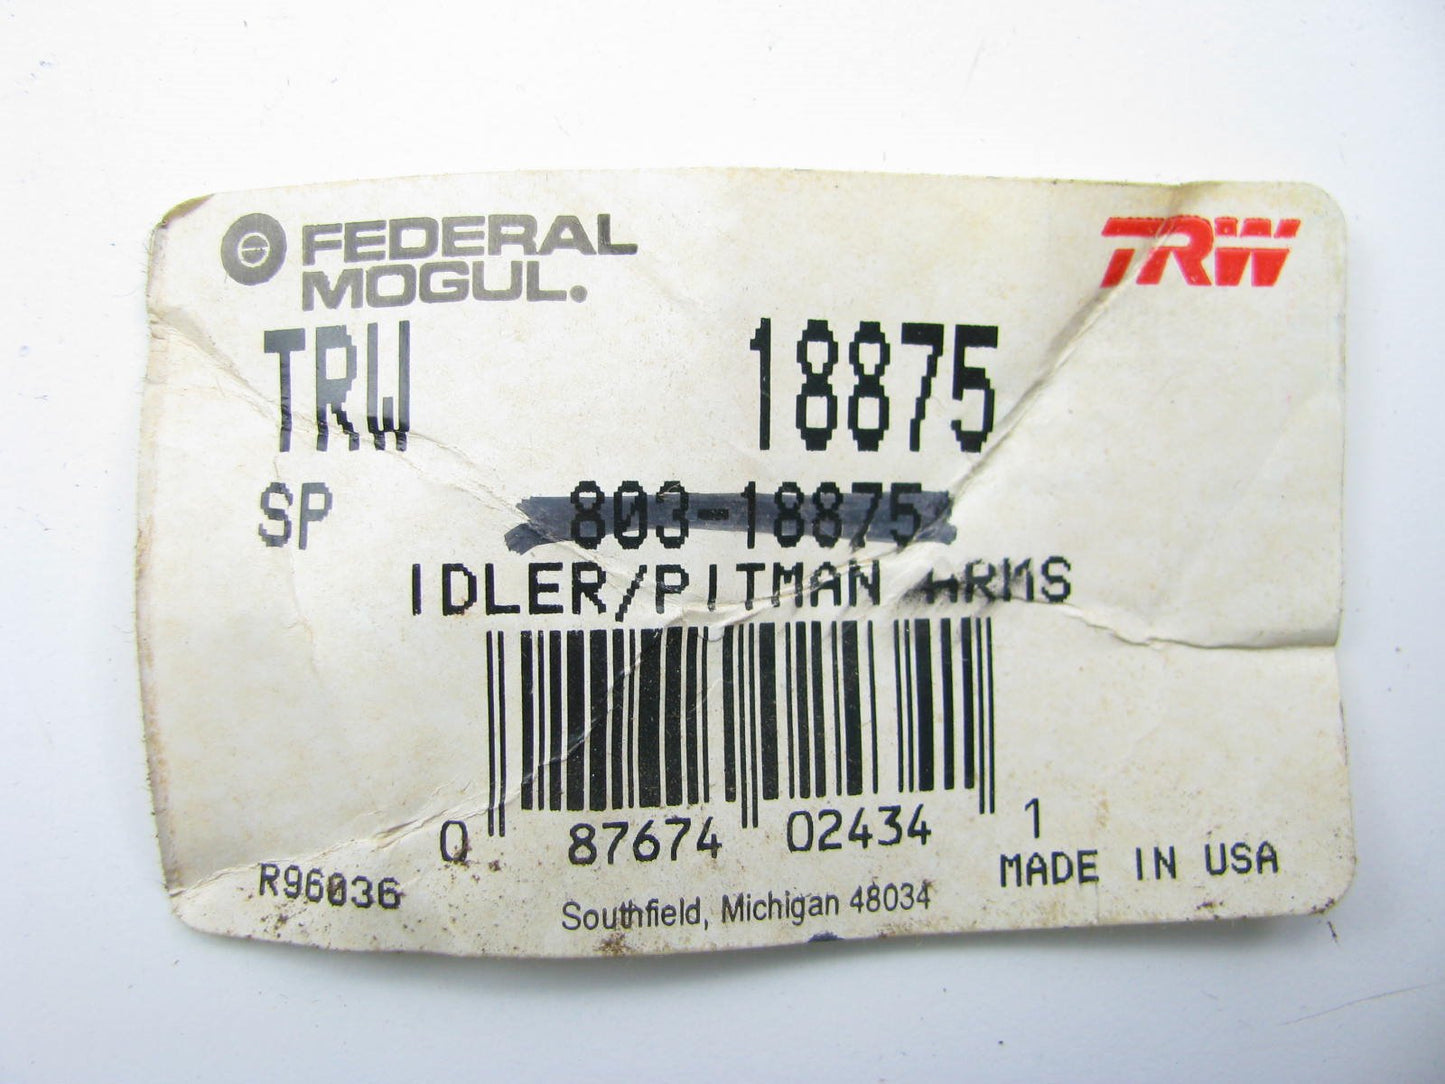 FEDERAL
MOGUL.
TRW
TRW 18875
SP 803-18875
IDLER/PITMAN ARMS
0 87674 02434 1
R96036 MADE IN USA
Southfield, Michigan 48034